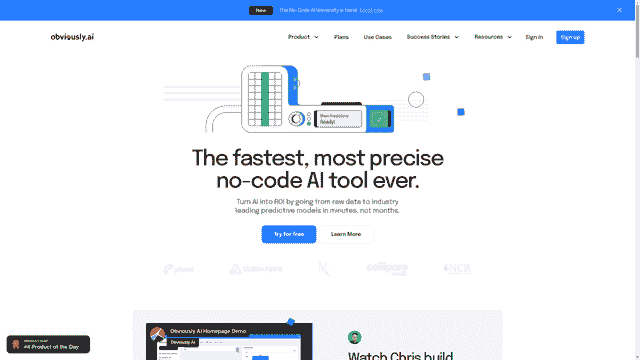 New The No-Code AI University is here!
obviously.ai
Product Plans Use Cases Success Stories Resources Sign in Sign up
Ready!
The fastest, most precise
no-code AI tool ever.
Turn AI into ROI by going from raw data to industry
leading predictive models in minutes, not months.
Try for free Learn More
NCR
#4 Product of the Day
Obviously AI Homepage Demo
Obviously AI
Watch Chris build